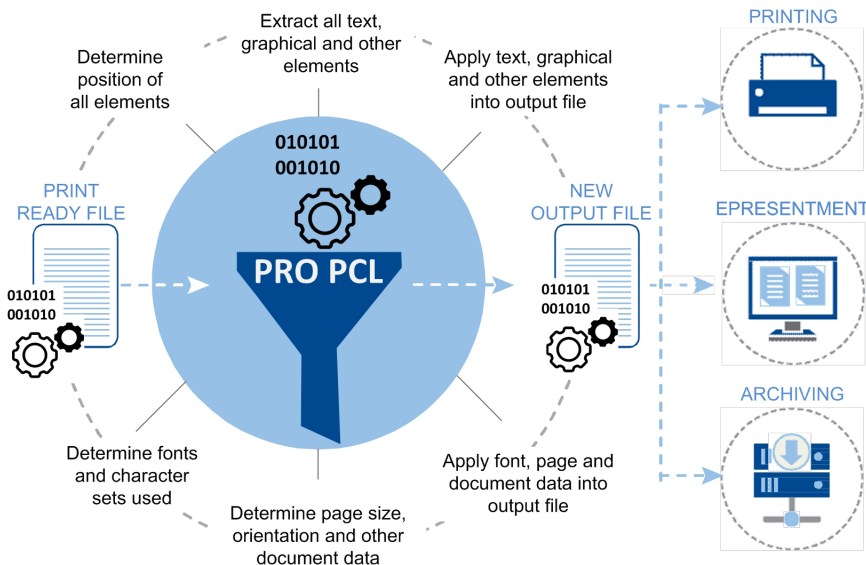 PRINTING
Extract all text,
graphical and other
elements
Determine
position of
all elements
Apply text, graphical
and other elements
into output file
010101
001010
PRINT
READY FILE
NEW
OUTPUT FILE
EPRESENTMENT
PRO PCL
010101
001010
010101
001010
ARCHIVING
Determine fonts
and character
sets used
Apply font, page and
document data into
output file
Determine page size,
orientation and other
document data